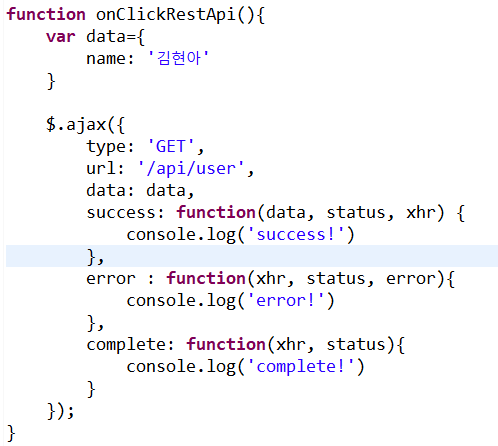 function onClickRestApi(){
    var data={
        name: '김현아'
    }

    $.ajax({
        type: 'GET',
        url: '/api/user',
        data: data,
        success: function(data, status, xhr) {
            console.log('success!')
        },
        error : function(xhr, status, error){
            console.log('error!')
        },
        complete: function(xhr, status){
            console.log('complete!')
        }
    });
}